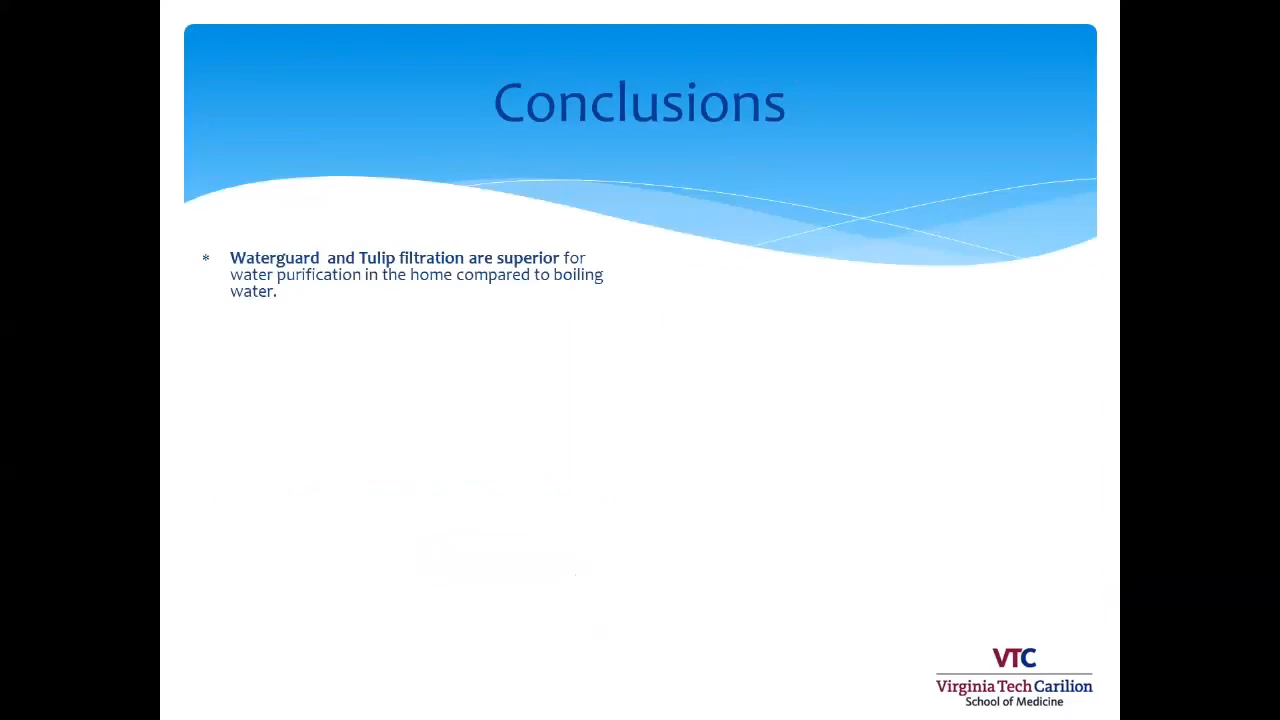 Conclusions
* Waterguard  and Tulip filtration are superior for
water purification in the home compared to boiling
water.
VTC
Virginia Tech Carilion
School of Medicine